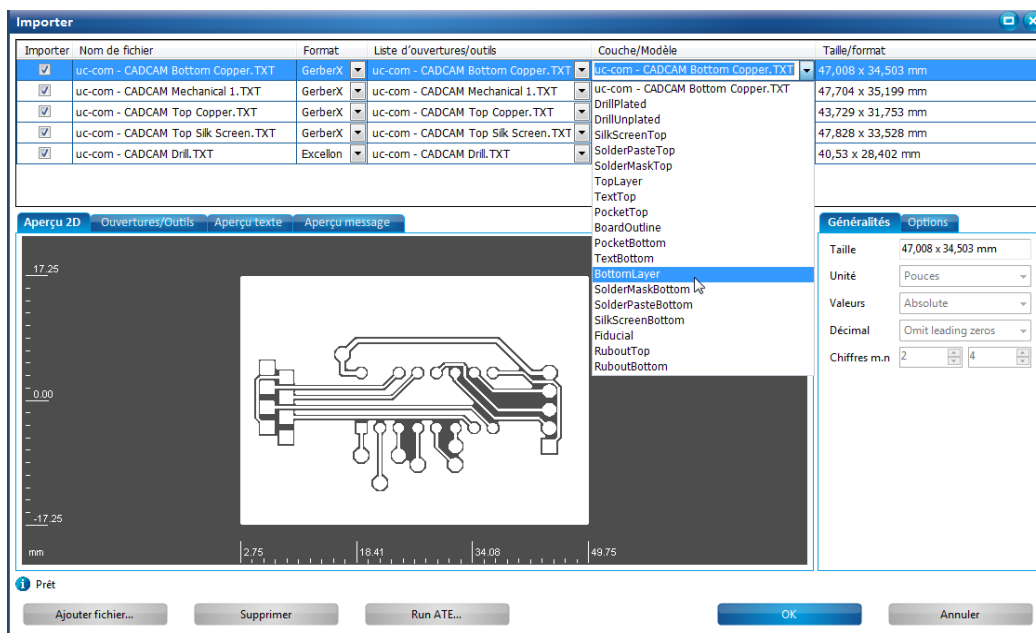 Importer
Importer Nom de fichier Format Liste d'ouvertures/outils Couche/Modèle Taille/format
uc-com - CADCAM Bottom Copper.TXT GerberX uc-com - CADCAM Bottom Copper.TXT uc-com - CADCAM Bottom Copper.TXT 47,008 x 34,503 mm
uc-com - CADCAM Mechanical 1.TXT GerberX uc-com - CADCAM Mechanical 1.TXT 47,704 x 35,199 mm
uc-com - CADCAM Top Copper.TXT GerberX uc-com - CADCAM Top Copper.TXT 43,729 x 31,753 mm
uc-com - CADCAM Top Silk Screen.TXT GerberX uc-com - CADCAM Top Silk Screen.TXT 47,828 x 33,528 mm
uc-com - CADCAM Drill.TXT Excellon uc-com - CADCAM Drill.TXT 40,53 x 28,402 mm
uc-com - CADCAM Bottom Copper.TXT
DrillPlated
DrillUnplated
SilkScreenTop
SolderPasteTop
SolderMaskTop
TopLayer
TextTop
PocketTop
BoardOutline
PocketBottom
TextBottom
BottomLayer
SolderMaskBottom
SolderPasteBottom
SilkScreenBottom
Fiducial
RuboutTop
RuboutBottom
Aperçu 2D Ouvertures/Outils Aperçu texte Aperçu message
17.25
0.00
-17.25
mm 2.75 18.41 34.08 49.75
Généralités Options
Taille 47,008 x 34,503 mm
Unité Pouces
Valeurs Absolute
Décimal Omit leading zeros
Chiffres m.n 2 4
Prêt
Ajouter fichier... Supprimer Run ATE... OK Annuler